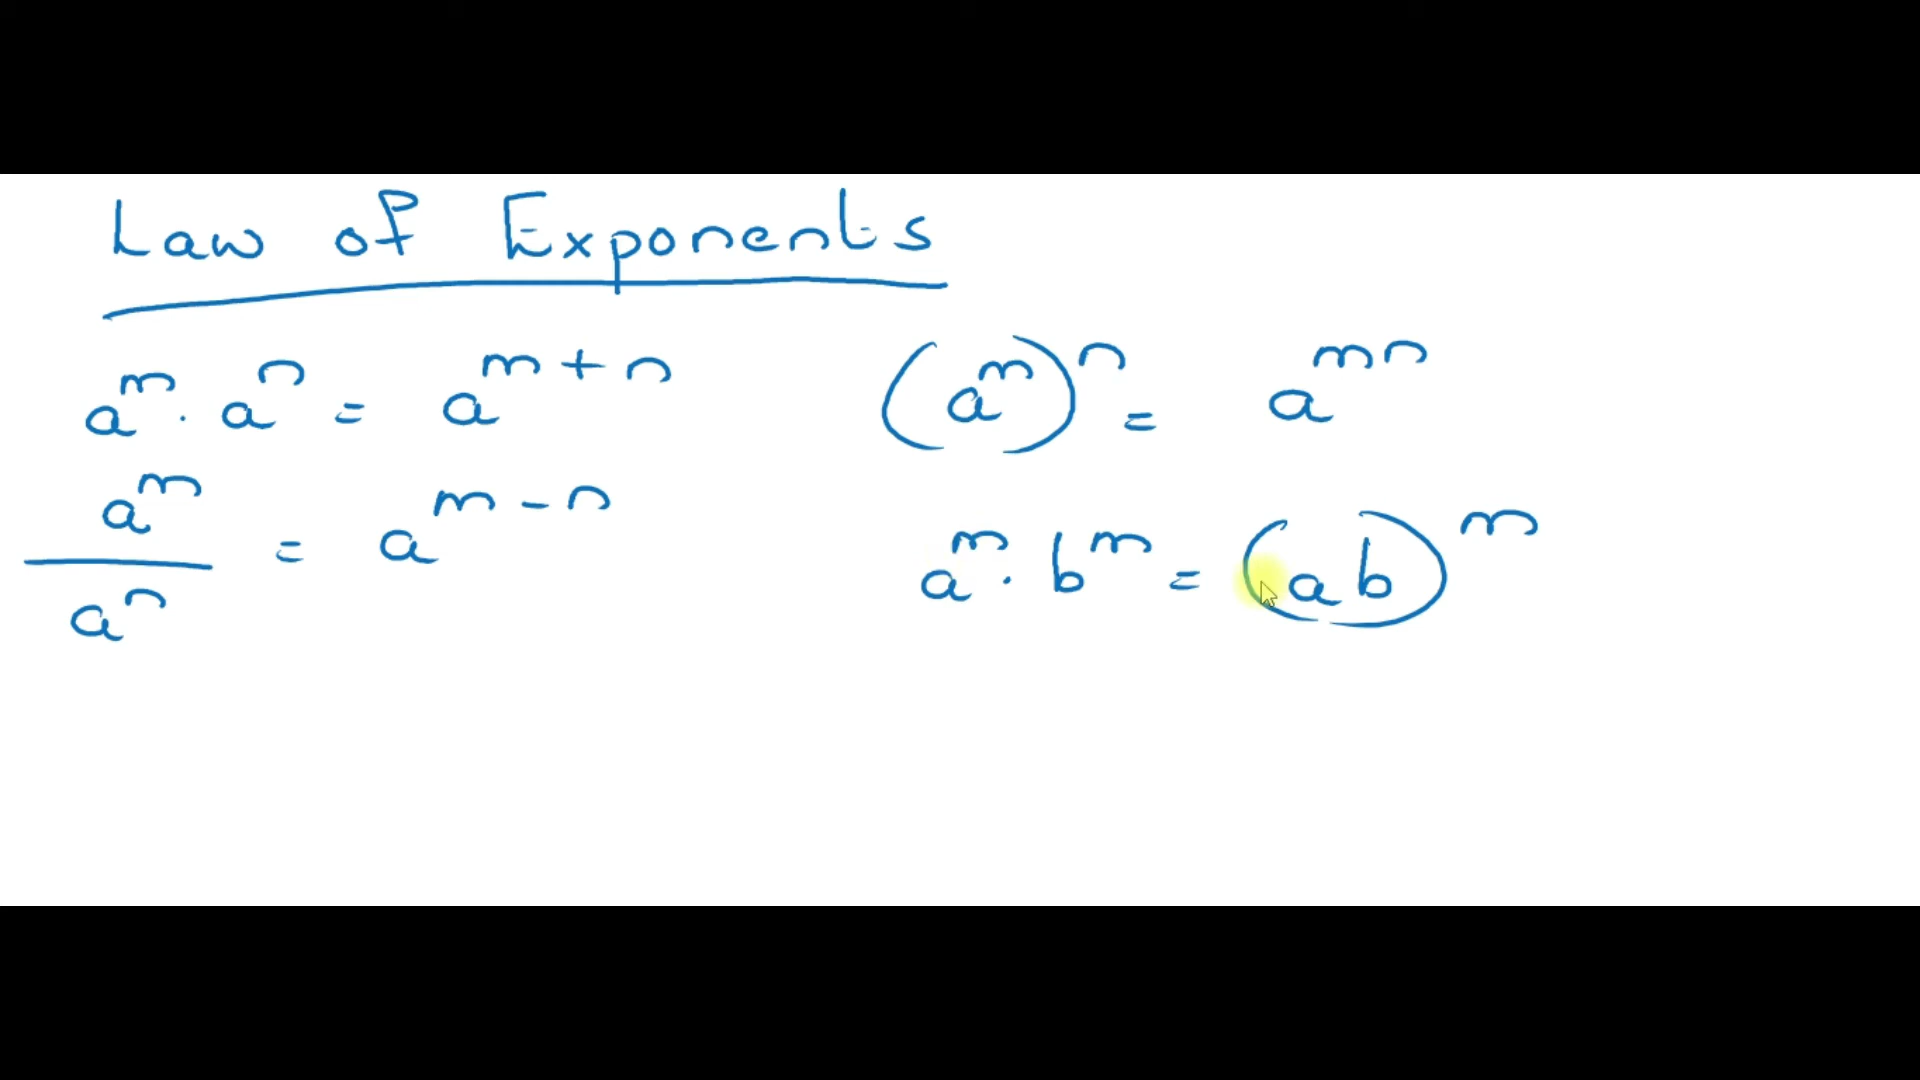 Law of Exponents
a^m · a^n = a^{m+n}
(a^m)^n = a^{mn}
a^m / a^n = a^{m-n}
a^m · b^m = (ab)^m